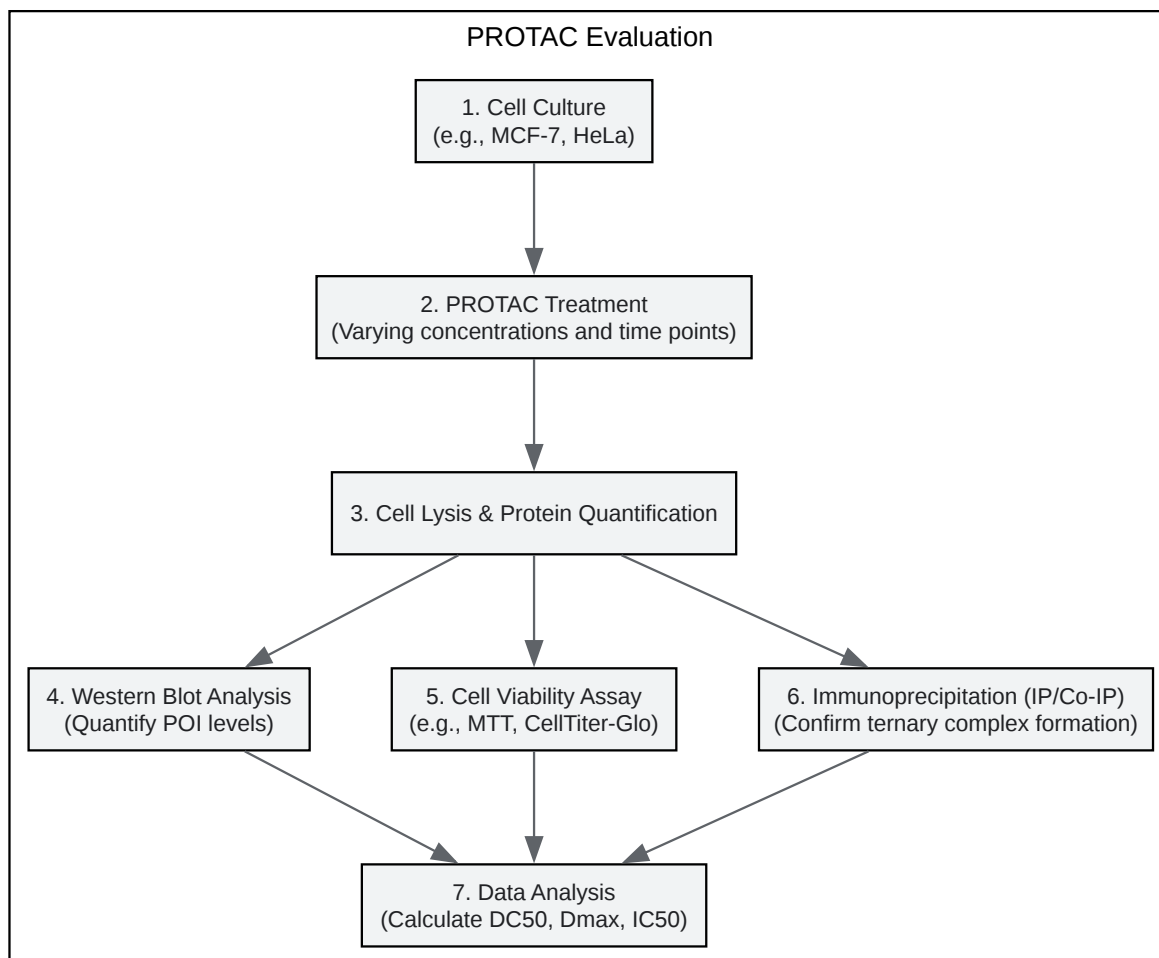 PROTAC Evaluation
1. Cell Culture
(e.g., MCF-7, HeLa)
2. PROTAC Treatment
(Varying concentrations and time points)
3. Cell Lysis & Protein Quantification
4. Western Blot Analysis
(Quantify POI levels)
5. Cell Viability Assay
(e.g., MTT, CellTiter-Glo)
6. Immunoprecipitation (IP/Co-IP)
(Confirm ternary complex formation)
7. Data Analysis
(Calculate DC50, Dmax, IC50)